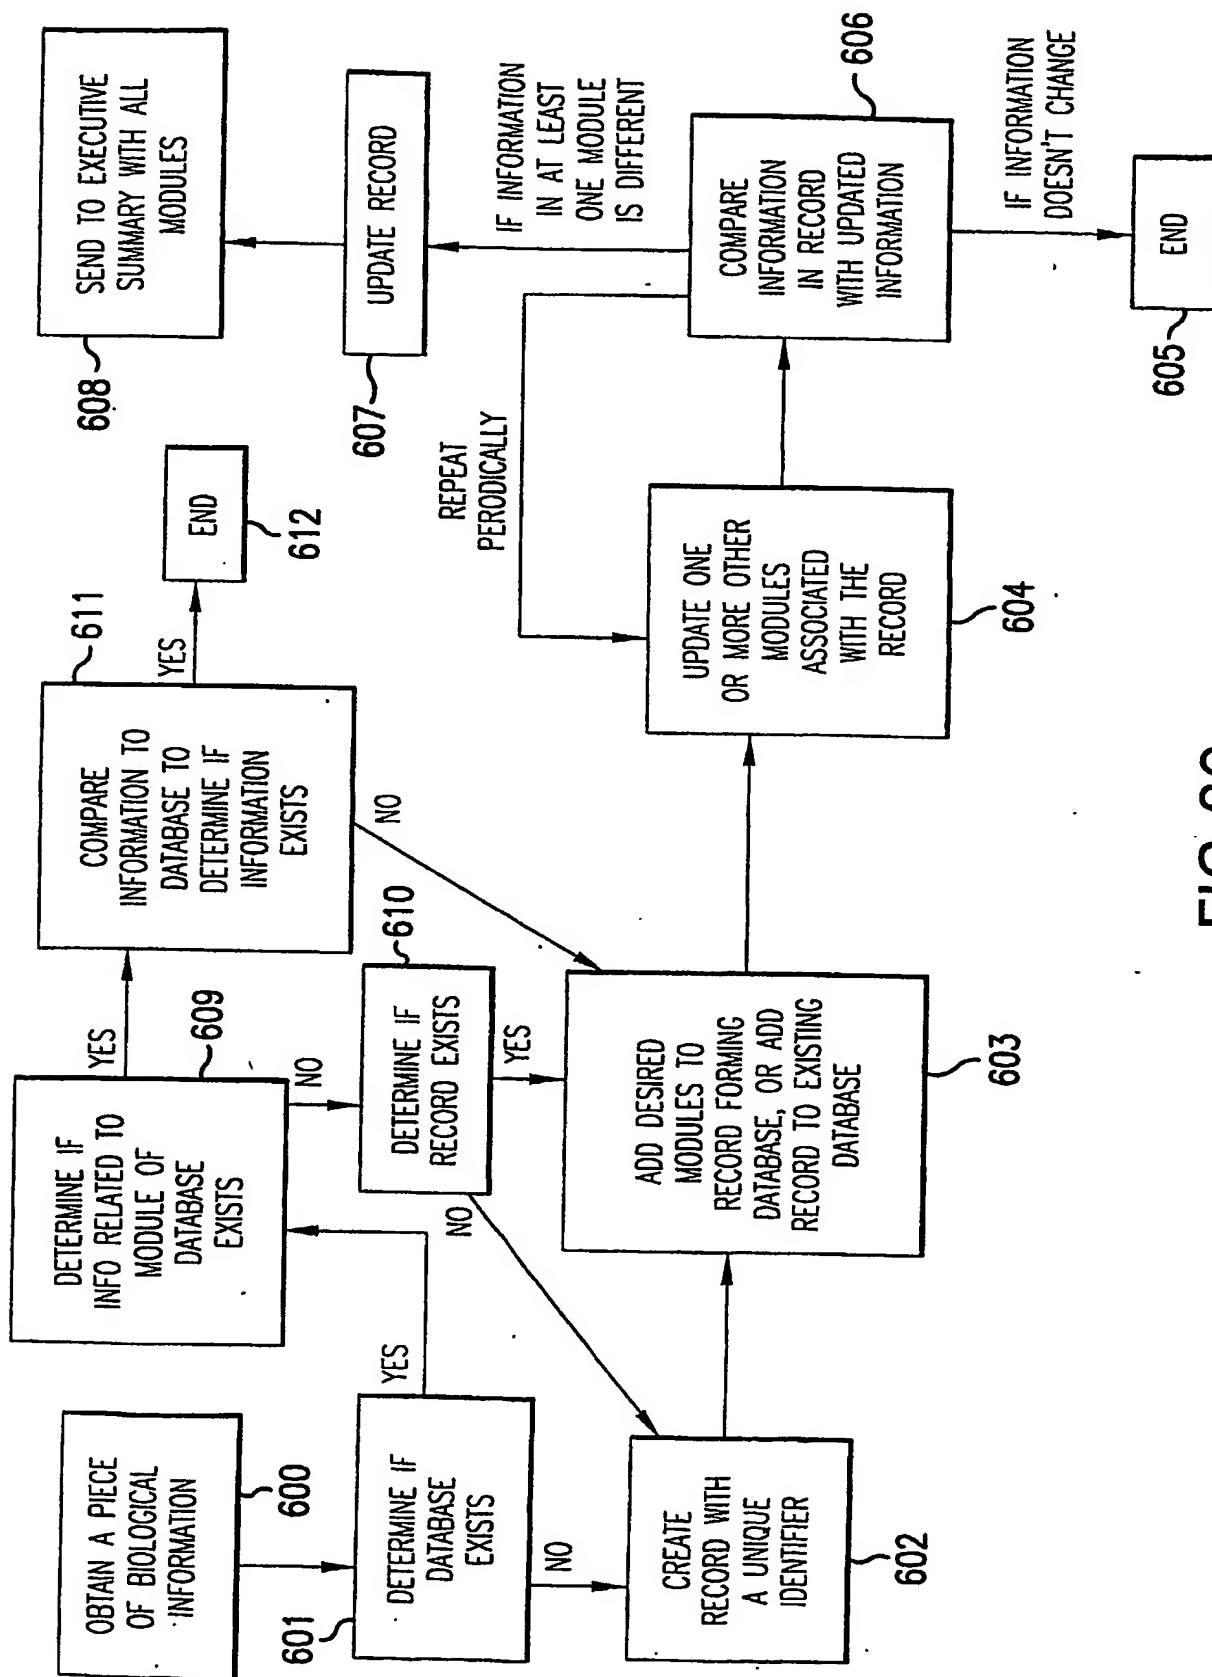 OBTAIN A PIECE
OF BIOLOGICAL
INFORMATION
600
601
DETERMINE IF
DATABASE
EXISTS
YES
NO
CREATE
RECORD WITH
A UNIQUE
IDENTIFIER
602
DETERMINE IF
INFO RELATED TO
MODULE OF
DATABASE
EXISTS
609
YES
NO
DETERMINE IF
RECORD EXISTS
610
NO
YES
ADD DESIRED
MODULES TO
RECORD FORMING
DATABASE, OR ADD
RECORD TO EXISTING
DATABASE
603
COMPARE
INFORMATION TO
DATABASE TO
DETERMINE IF
INFORMATION
EXISTS
611
YES
NO
END
612
UPDATE ONE
OR MORE OTHER
MODULES
ASSOCIATED
WITH THE
RECORD
604
REPEAT
PERODICALLY
COMPARE
INFORMATION
IN RECORD
WITH UPDATED
INFORMATION
606
IF INFORMATION
IN AT LEAST
ONE MODULE
IS DIFFERENT
UPDATE RECORD
607
SEND TO EXECUTIVE
SUMMARY WITH ALL
MODULES
608
IF INFORMATION
DOESN'T CHANGE
END
605
FIG.